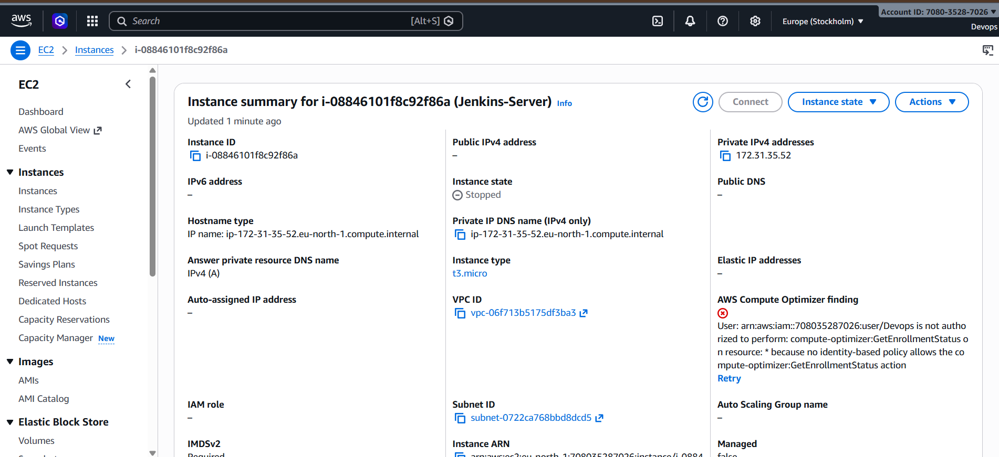 aws
Search
[Alt+S]
Europe (Stockholm)
Account ID: 7080-3528-7026
Devops
EC2
Instances
i-08846101f8c92f86a
EC2
Dashboard
AWS Global View
Events
Instances
Instances
Instance Types
Launch Templates
Spot Requests
Savings Plans
Reserved Instances
Dedicated Hosts
Capacity Reservations
Capacity Manager New
Images
AMIs
AMI Catalog
Elastic Block Store
Volumes
Instance summary for i-08846101f8c92f86a (Jenkins-Server) Info
Updated 1 minute ago
Connect
Instance state
Actions
Instance ID
i-08846101f8c92f86a
Public IPv4 address
–
Private IPv4 addresses
172.31.35.52
IPv6 address
–
Instance state
Stopped
Public DNS
–
Hostname type
IP name: ip-172-31-35-52.eu-north-1.compute.internal
Private IP DNS name (IPv4 only)
ip-172-31-35-52.eu-north-1.compute.internal
Answer private resource DNS name
IPv4 (A)
Instance type
t3.micro
Elastic IP addresses
–
Auto-assigned IP address
–
VPC ID
vpc-06f713b5175df3ba3
AWS Compute Optimizer finding
User: arn:aws:iam::708035287026:user/Devops is not autho
rized to perform: compute-optimizer:GetEnrollmentStatus o
n resource: * because no identity-based policy allows the co
mpute-optimizer:GetEnrollmentStatus action
Retry
IAM role
–
Subnet ID
subnet-0722ca768bbd8dcd5
Auto Scaling Group name
–
IMDSv2
Required
Instance ARN
arn:aws:ec2:eu-north-1:708035287026:instance/i-0884
Managed
false